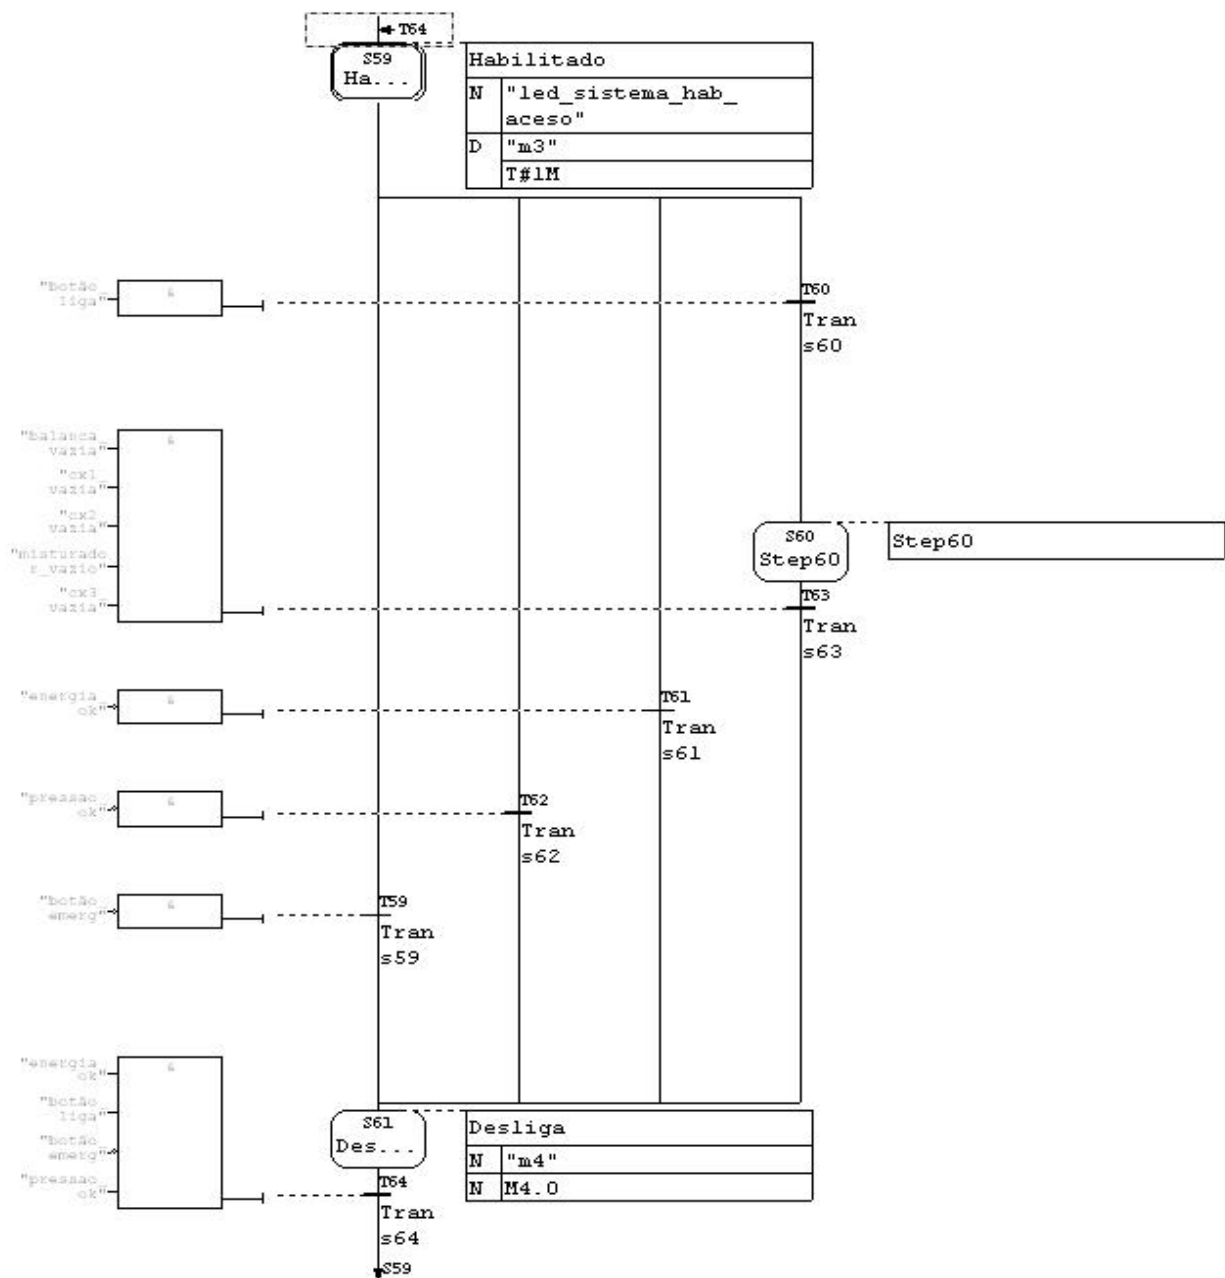 T64
S59
Ha...
Habilitado
N "led_sistema_hab_
aceso"
D "m3"
T#1M
"botão_
liga"
&
T60
Tran
s60
"balanca_
vazia"
&
"cx1_
vazia"
"cx2_
vazia"
"misturado
r_vazio"
"cx3_
vazia"
S60
Step60
Step60
T63
Tran
s63
"energia_
ok"
&
T61
Tran
s61
"pressao_
ok"
&
T62
Tran
s62
"botão_
emerg"
&
T59
Tran
s59
"energia_
ok"
&
"botão_
liga"
"botão_
emerg"
"pressao_
ok"
S61
Des...
Desliga
N "m4"
N M4.0
T64
Tran
s64
S59